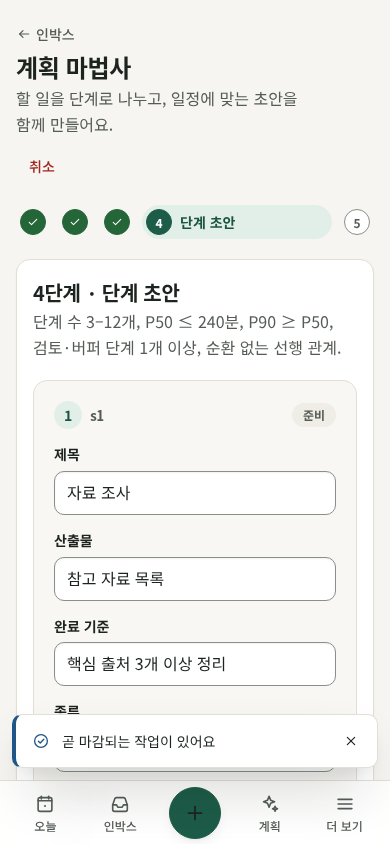 ← 인박스
계획 마법사
할 일을 단계로 나누고, 일정에 맞는 초안을
함께 만들어요.
취소
4 단계 초안 5
4단계 · 단계 초안
단계 수 3–12개, P50 ≤ 240분, P90 ≥ P50,
검토·버퍼 단계 1개 이상, 순환 없는 선행 관계.
1 s1 준비
제목
자료 조사
산출물
참고 자료 목록
완료 기준
핵심 출처 3개 이상 정리
종류
곧 마감되는 작업이 있어요
오늘 인박스 계획 더 보기